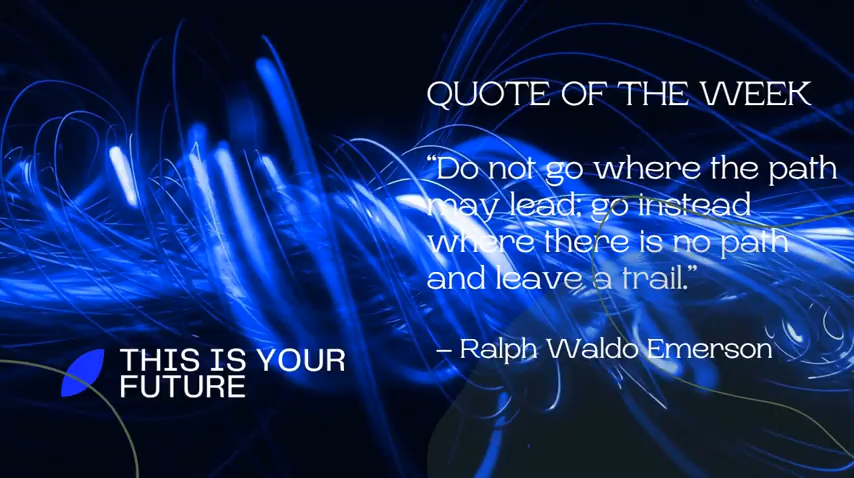 QUOTE OF THE WEEK
“Do not go where the path
may lead; go instead
where there is no path
and leave a trail.”
– Ralph Waldo Emerson
THIS IS YOUR
FUTURE